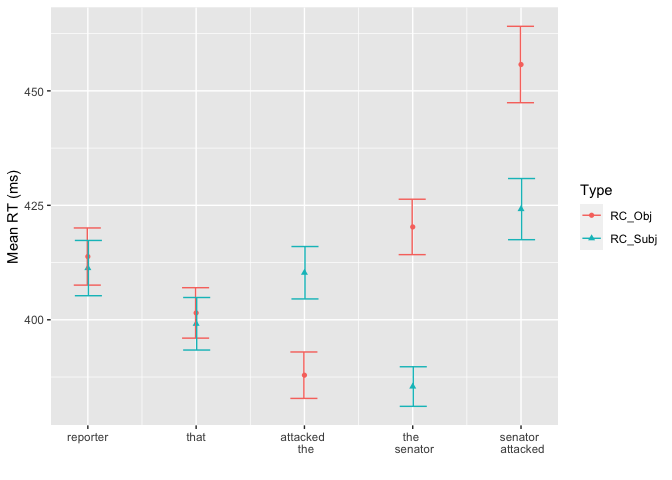 450
425
400
Mean RT (ms)
reporter
that
attacked
the
the
senator
senator
attacked
Type
RC_Obj
RC_Subj